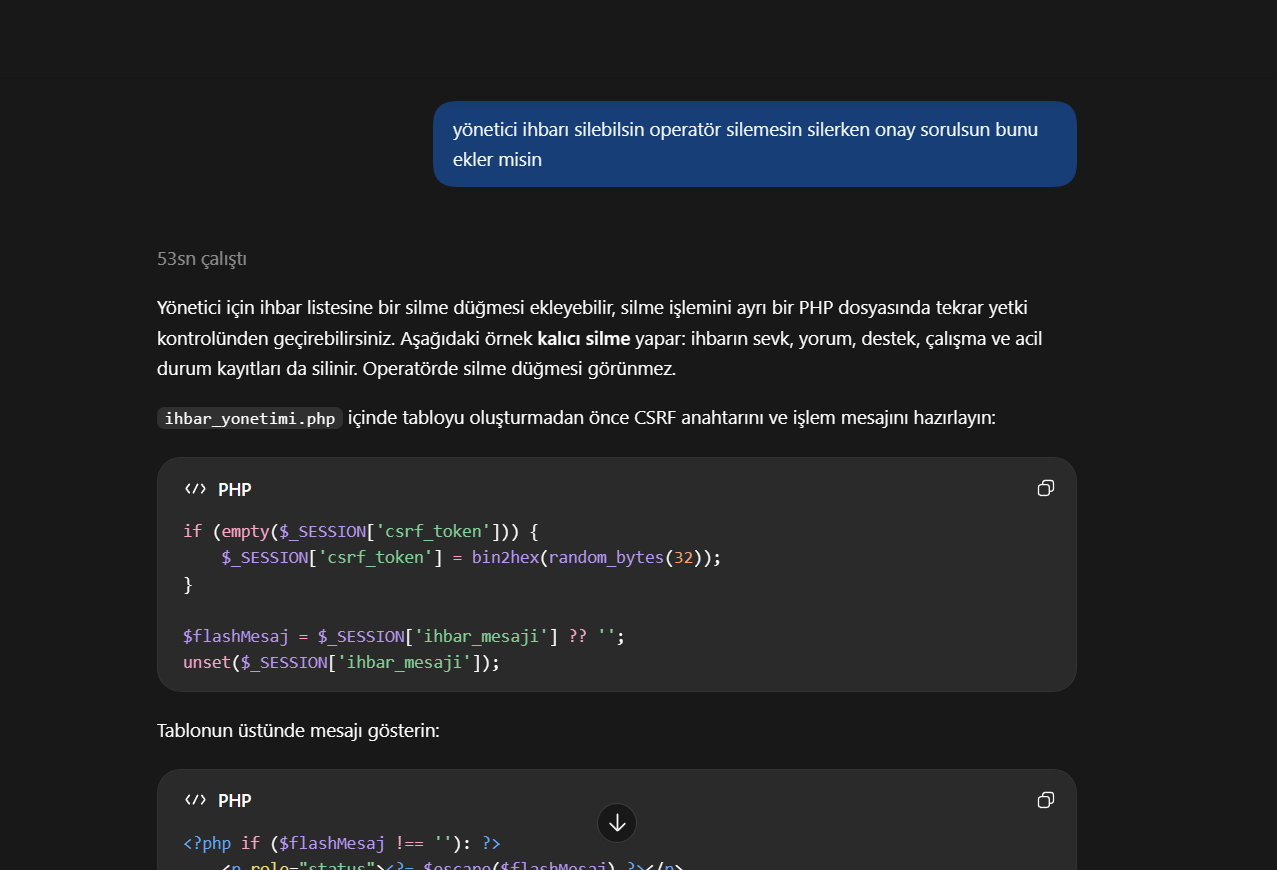 yönetici ihbarı silebilsin operatör silemesin silerken onay sorulsun bunu
ekler misin
53sn çalıştı
Yönetici için ihbar listesine bir silme düğmesi ekleyebilir, silme işlemini ayrı bir PHP dosyasında tekrar yetki
kontrolünden geçirebilirsiniz. Aşağıdaki örnek kalıcı silme yapar: ihbarın sevk, yorum, destek, çalışma ve acil
durum kayıtları da silinir. Operatörde silme düğmesi görünmez.
ihbar_yonetimi.php içinde tabloyu oluşturmadan önce CSRF anahtarını ve işlem mesajını hazırlayın:
</> PHP
if (empty($_SESSION['csrf_token'])) {
    $_SESSION['csrf_token'] = bin2hex(random_bytes(32));
}
$flashMesaj = $_SESSION['ihbar_mesaji'] ?? '';
unset($_SESSION['ihbar_mesaji']);
Tablonun üstünde mesajı gösterin:
</> PHP
<?php if ($flashMesaj !== ''): ?>
    <p role="status"><?= $escape($flashMesaj) ?></p>